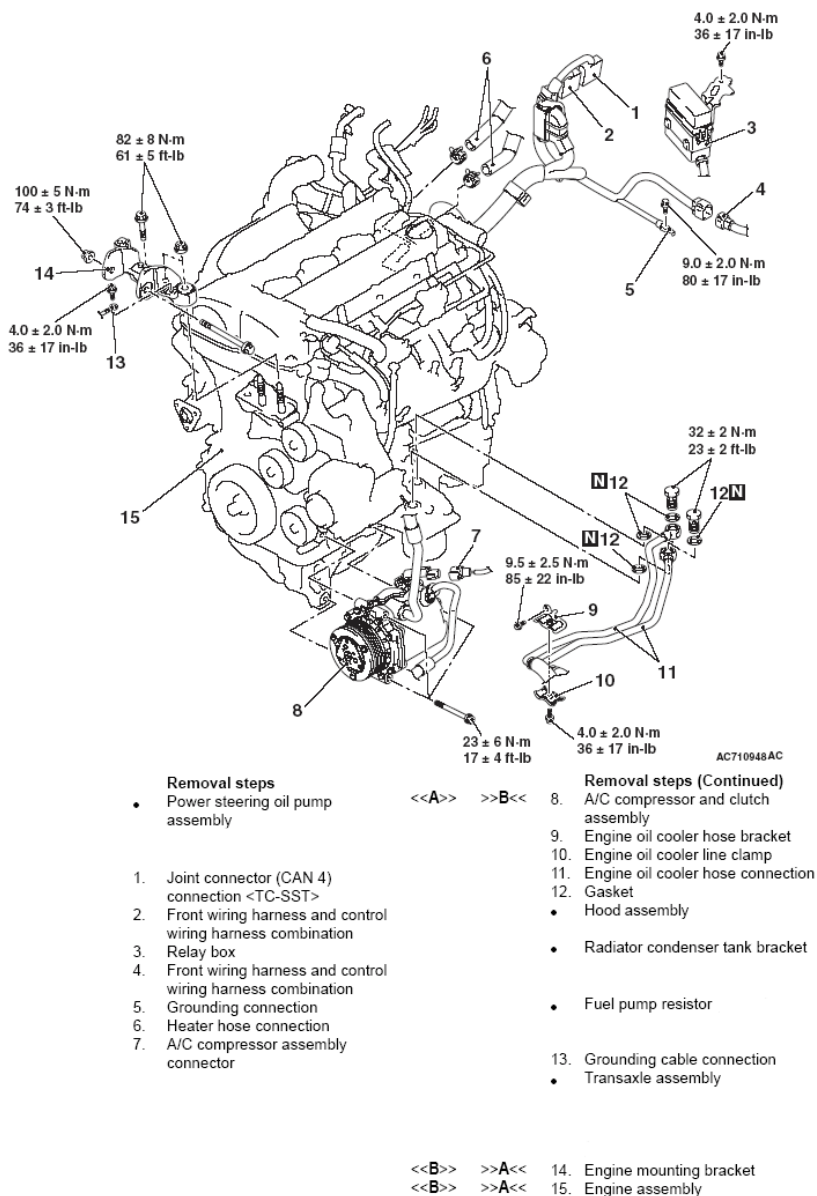 4.0 ± 2.0 N·m
36 ± 17 in-lb
6
1
2
3
82 ± 8 N·m
61 ± 5 ft-lb
100 ± 5 N·m
74 ± 3 ft-lb
4
14
9.0 ± 2.0 N·m
80 ± 17 in-lb
5
4.0 ± 2.0 N·m
36 ± 17 in-lb
13
32 ± 2 N·m
23 ± 2 ft-lb
N12
12N
15
N12
7
9.5 ± 2.5 N·m
85 ± 22 in-lb
9
11
10
8
23 ± 6 N·m
17 ± 4 ft-lb
4.0 ± 2.0 N·m
36 ± 17 in-lb
AC710948AC
Removal steps
• Power steering oil pump
assembly
1. Joint connector (CAN 4)
connection <TC-SST>
2. Front wiring harness and control
wiring harness combination
3. Relay box
4. Front wiring harness and control
wiring harness combination
5. Grounding connection
6. Heater hose connection
7. A/C compressor assembly
connector
Removal steps (Continued)
<<A>> >>B<< 8. A/C compressor and clutch
assembly
9. Engine oil cooler hose bracket
10. Engine oil cooler line clamp
11. Engine oil cooler hose connection
12. Gasket
• Hood assembly
• Radiator condenser tank bracket
• Fuel pump resistor
13. Grounding cable connection
• Transaxle assembly
<<B>> >>A<< 14. Engine mounting bracket
<<B>> >>A<< 15. Engine assembly